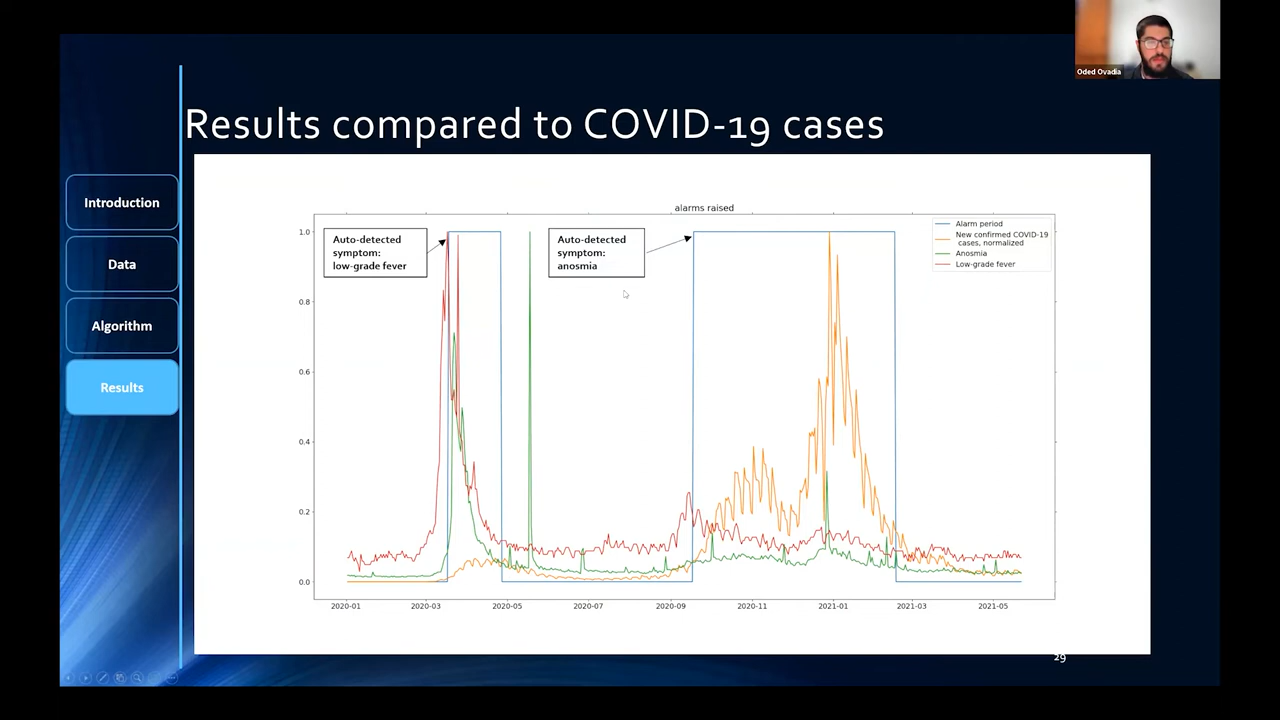 Oded Ovadia
Results compared to COVID-19 cases
Introduction
Data
Algorithm
Results
alarms raised
Auto-detected
symptom:
low-grade fever
Auto-detected
symptom:
anosmia
Alarm period
New confirmed COVID-19
cases, normalized
Anosmia
Low-grade fever
1.0
0.8
0.6
0.4
0.2
0.0
2020-01 2020-03 2020-05 2020-07 2020-09 2020-11 2021-01 2021-03 2021-05
29